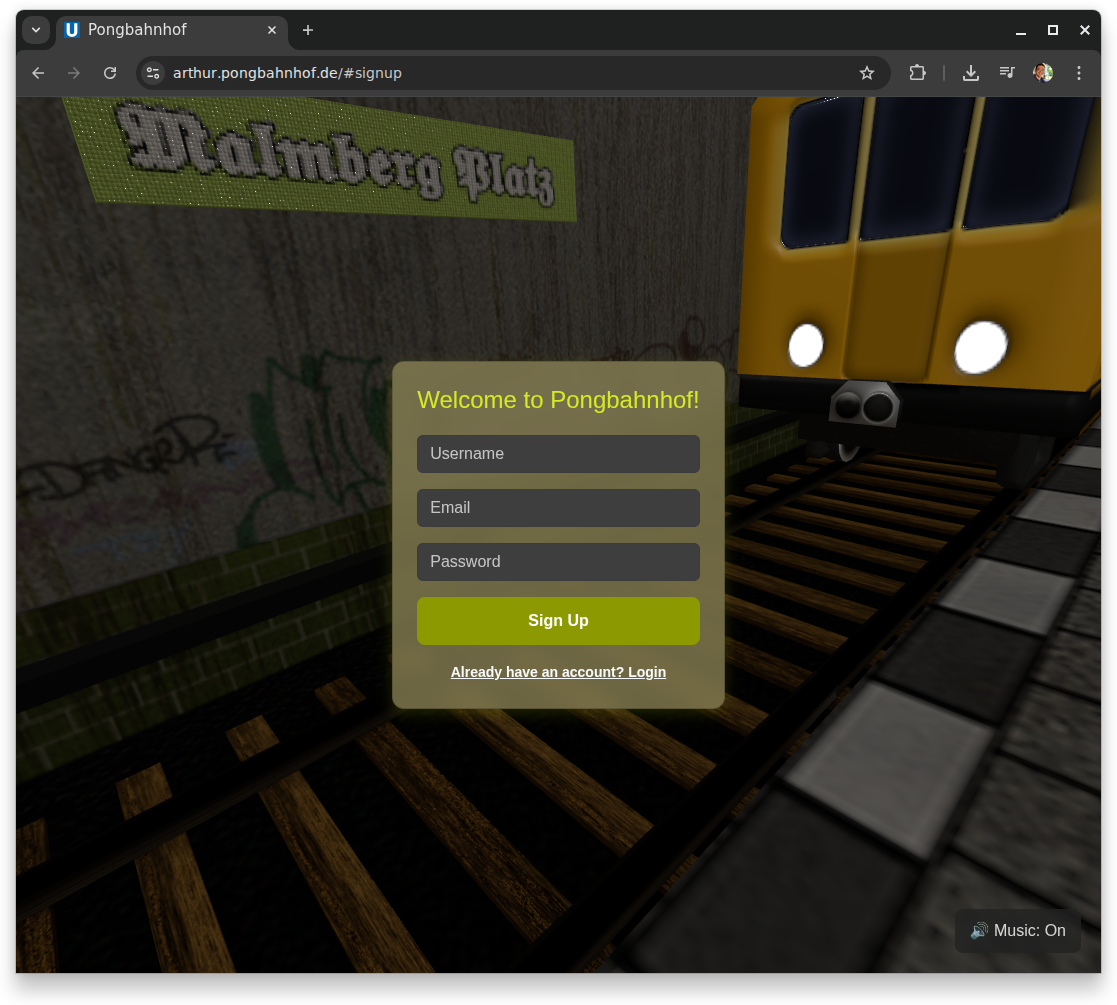 Pongbahnhof
arthur.pongbahnhof.de/#signup
Malmberg Platz
DANGER
Welcome to Pongbahnhof!
Username
Email
Password
Sign Up
Already have an account? Login
Music: On